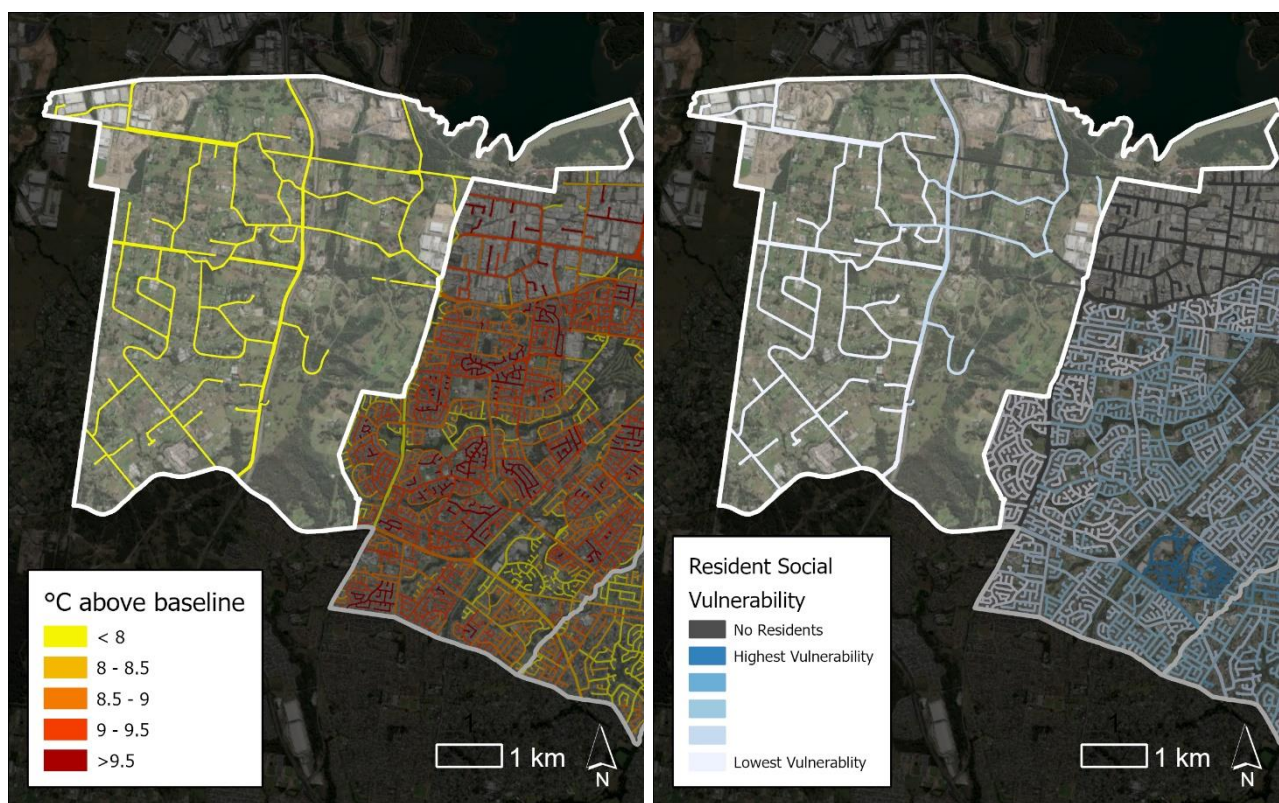 °C above baseline
< 8
8 - 8.5
8.5 - 9
9 - 9.5
>9.5
1 km
N
Resident Social
Vulnerability
No Residents
Highest Vulnerability
Lowest Vulnerablity
1 km
N